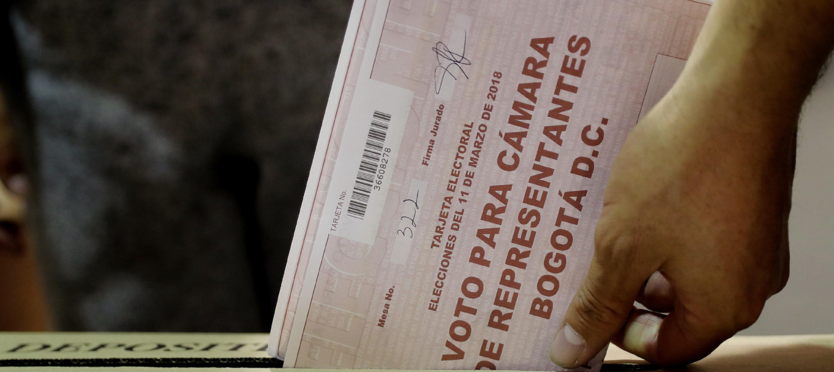 TARJETA No.
36608278
Mesa No.
322
Firma Jurado
TARJETA ELECTORAL
ELECCIONES DEL 11 DE MARZO DE 2018
VOTO PARA CÁMARA
DE REPRESENTANTES
BOGOTÁ D.C.
DEPOSIT